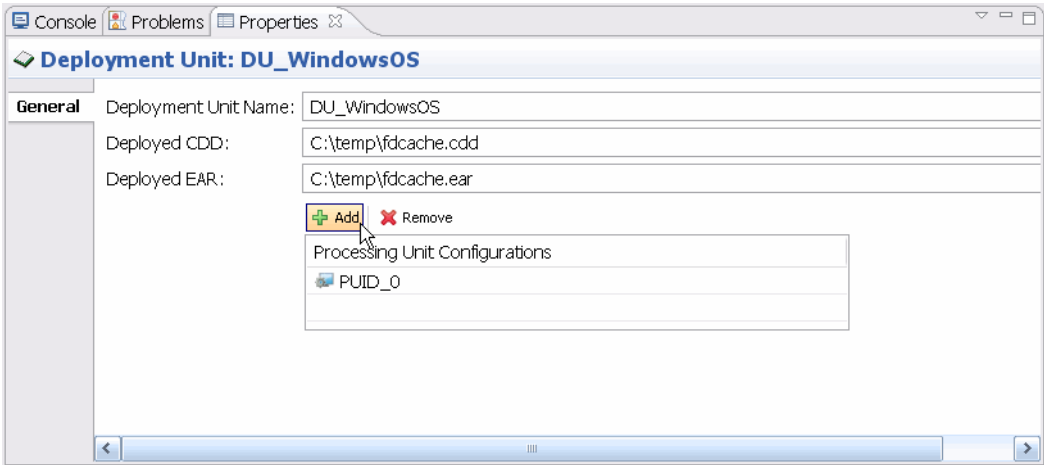 Console Problems Properties
Deployment Unit: DU_WindowsOS
General
Deployment Unit Name: DU_WindowsOS
Deployed CDD: C:\temp\fdcache.cdd
Deployed EAR: C:\temp\fdcache.ear
Add Remove
Processing Unit Configurations
PUID_0